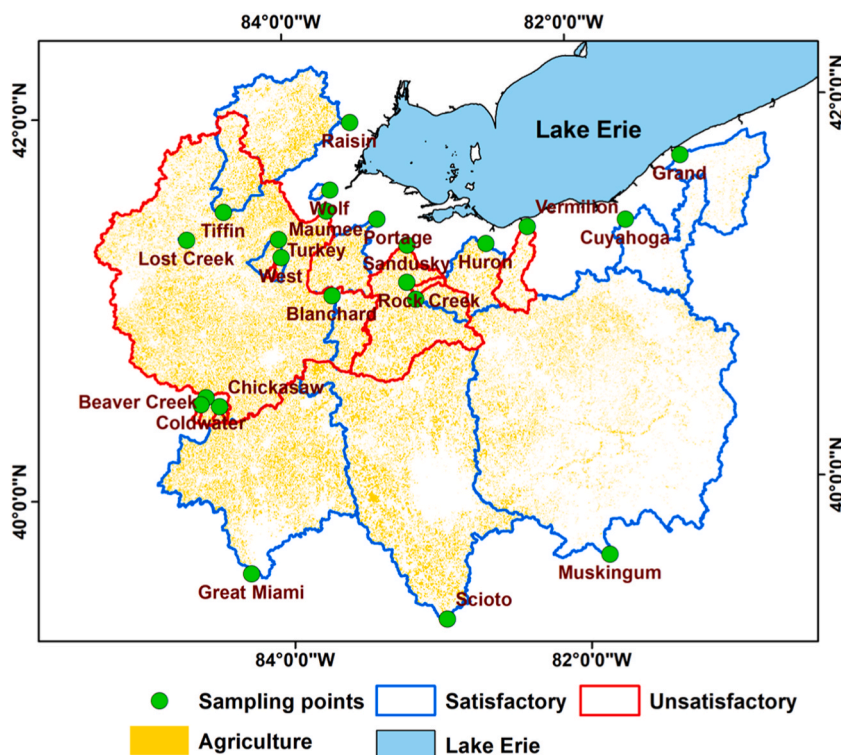 84°0'0"W
82°0'0"W
42°0'0"N
42°0'0"N
Lake Erie
Raisin
Grand
Wolf
Vermilion
Tiffin
Maumee
Portage
Cuyahoga
Lost Creek
Turkey
Sandusky
Huron
West
Rock Creek
Blanchard
Chickasaw
Beaver Creek
Coldwater
40°0'0"N
40°0'0"N
Muskingum
Great Miami
Scioto
84°0'0"W
82°0'0"W
Sampling points
Satisfactory
Unsatisfactory
Agriculture
Lake Erie